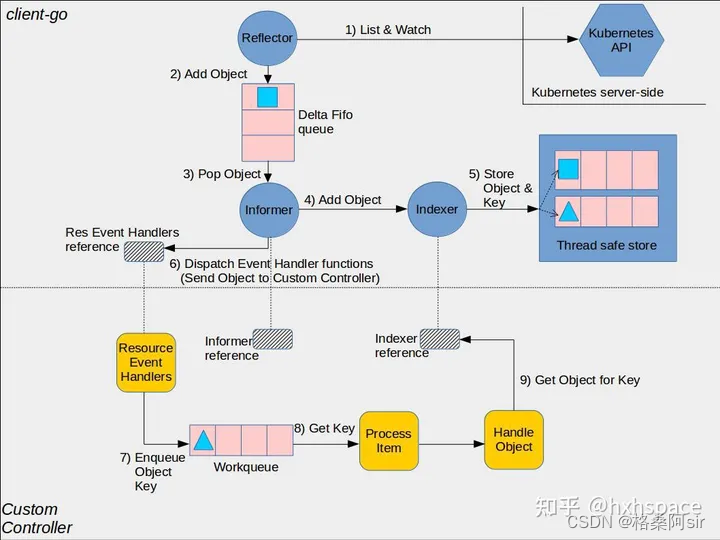 client-go
Reflector
1) List & Watch
Kubernetes
API
Kubernetes server-side
2) Add Object
Delta Fifo
queue
3) Pop Object
Informer
4) Add Object
Indexer
5) Store
Object &
Key
Thread safe store
Res Event Handlers
reference
6) Dispatch Event Handler functions
(Send Object to Custom Controller)
Resource
Event
Handlers
Informer
reference
Indexer
reference
9) Get Object for Key
7) Enqueue
Object
Key
Workqueue
8) Get Key
Process
Item
Handle
Object
Custom
Controller
知乎 @hxhspace
CSDN @格桑阿sir